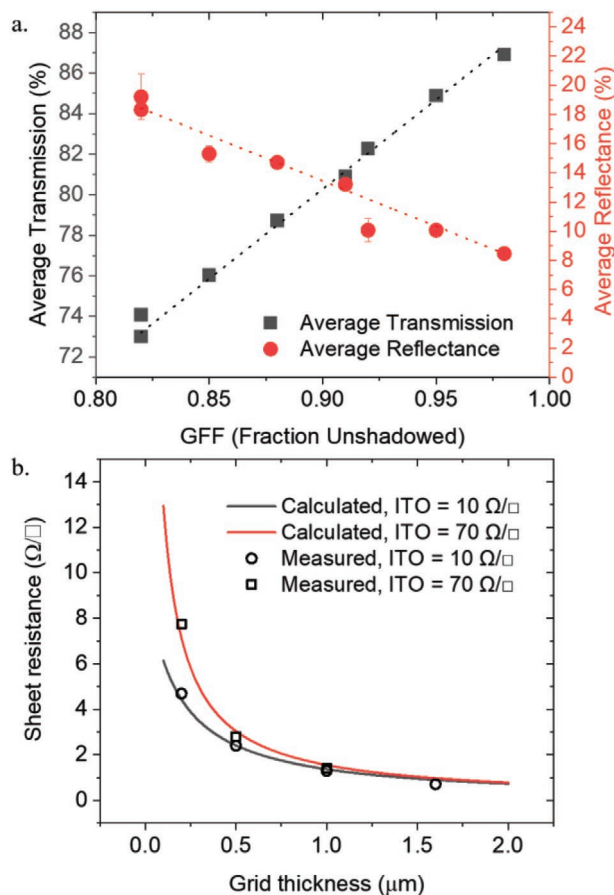 a.
88
86
84
82
80
78
76
74
72
Average Transmission (%)
24
22
20
18
16
14
12
10
8
6
4
2
0
Average Reflectance (%)
Average Transmission
Average Reflectance
0.80 0.85 0.90 0.95 1.00
GFF (Fraction Unshadowed)
b.
14
12
10
8
6
4
2
0
Sheet resistance (Ω/□)
Calculated, ITO = 10 Ω/□
Calculated, ITO = 70 Ω/□
Measured, ITO = 10 Ω/□
Measured, ITO = 70 Ω/□
0.0 0.5 1.0 1.5 2.0
Grid thickness (μm)